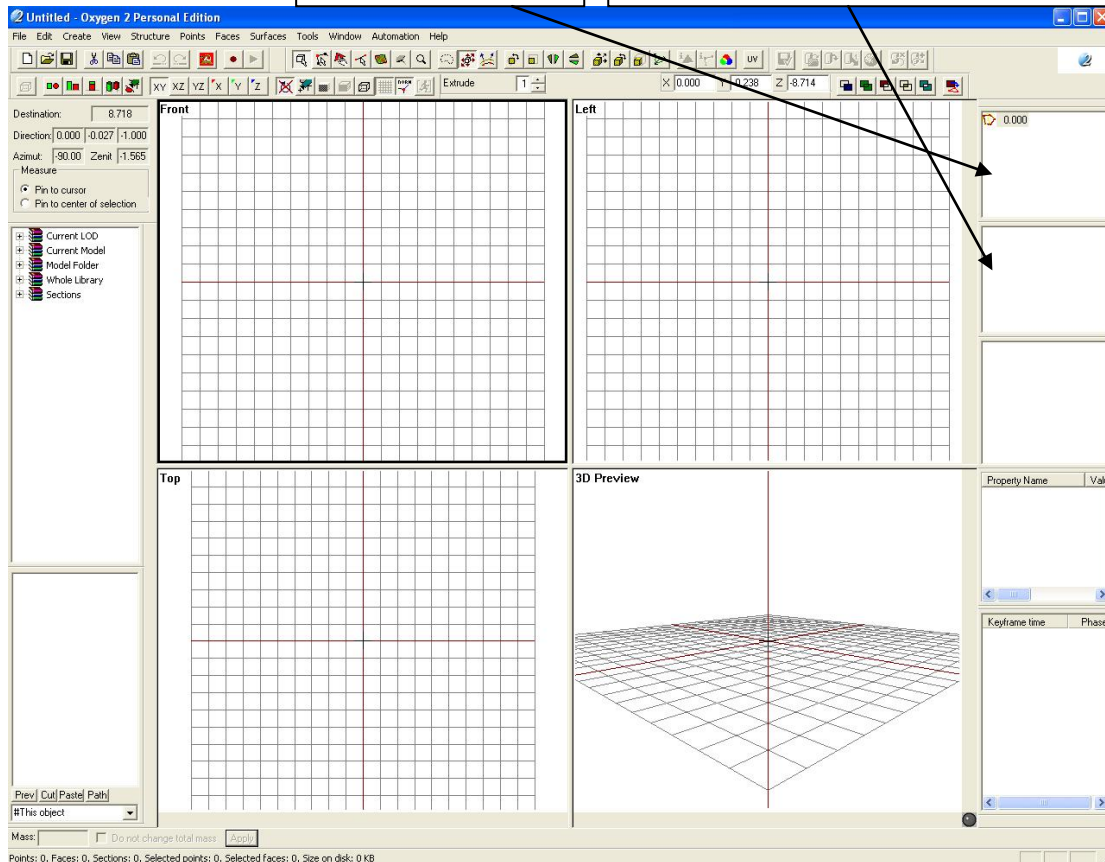 Untitled - Oxygen 2 Personal Edition
File Edit Create View Structure Points Faces Surfaces Tools Window Automation Help
UV
XY XZ YZ X Y Z NORM Extrude 1 X 0.000 Y -0.238 Z -8.714
Destination: 8.718
Direction: 0.000 -0.027 -1.000
Azimut: -90.00 Zenit -1.565
Measure
Pin to cursor
Pin to center of selection
Current LOD
Current Model
Model Folder
Whole Library
Sections
Front
Left
0.000
Top
3D Preview
Property Name Valu
Keyframe time Phase
Prev Cut Paste Path
#This object
Mass: Do not change total mass Apply
Points: 0, Faces: 0, Sections: 0, Selected points: 0, Selected faces: 0, Size on disk: 0 KB